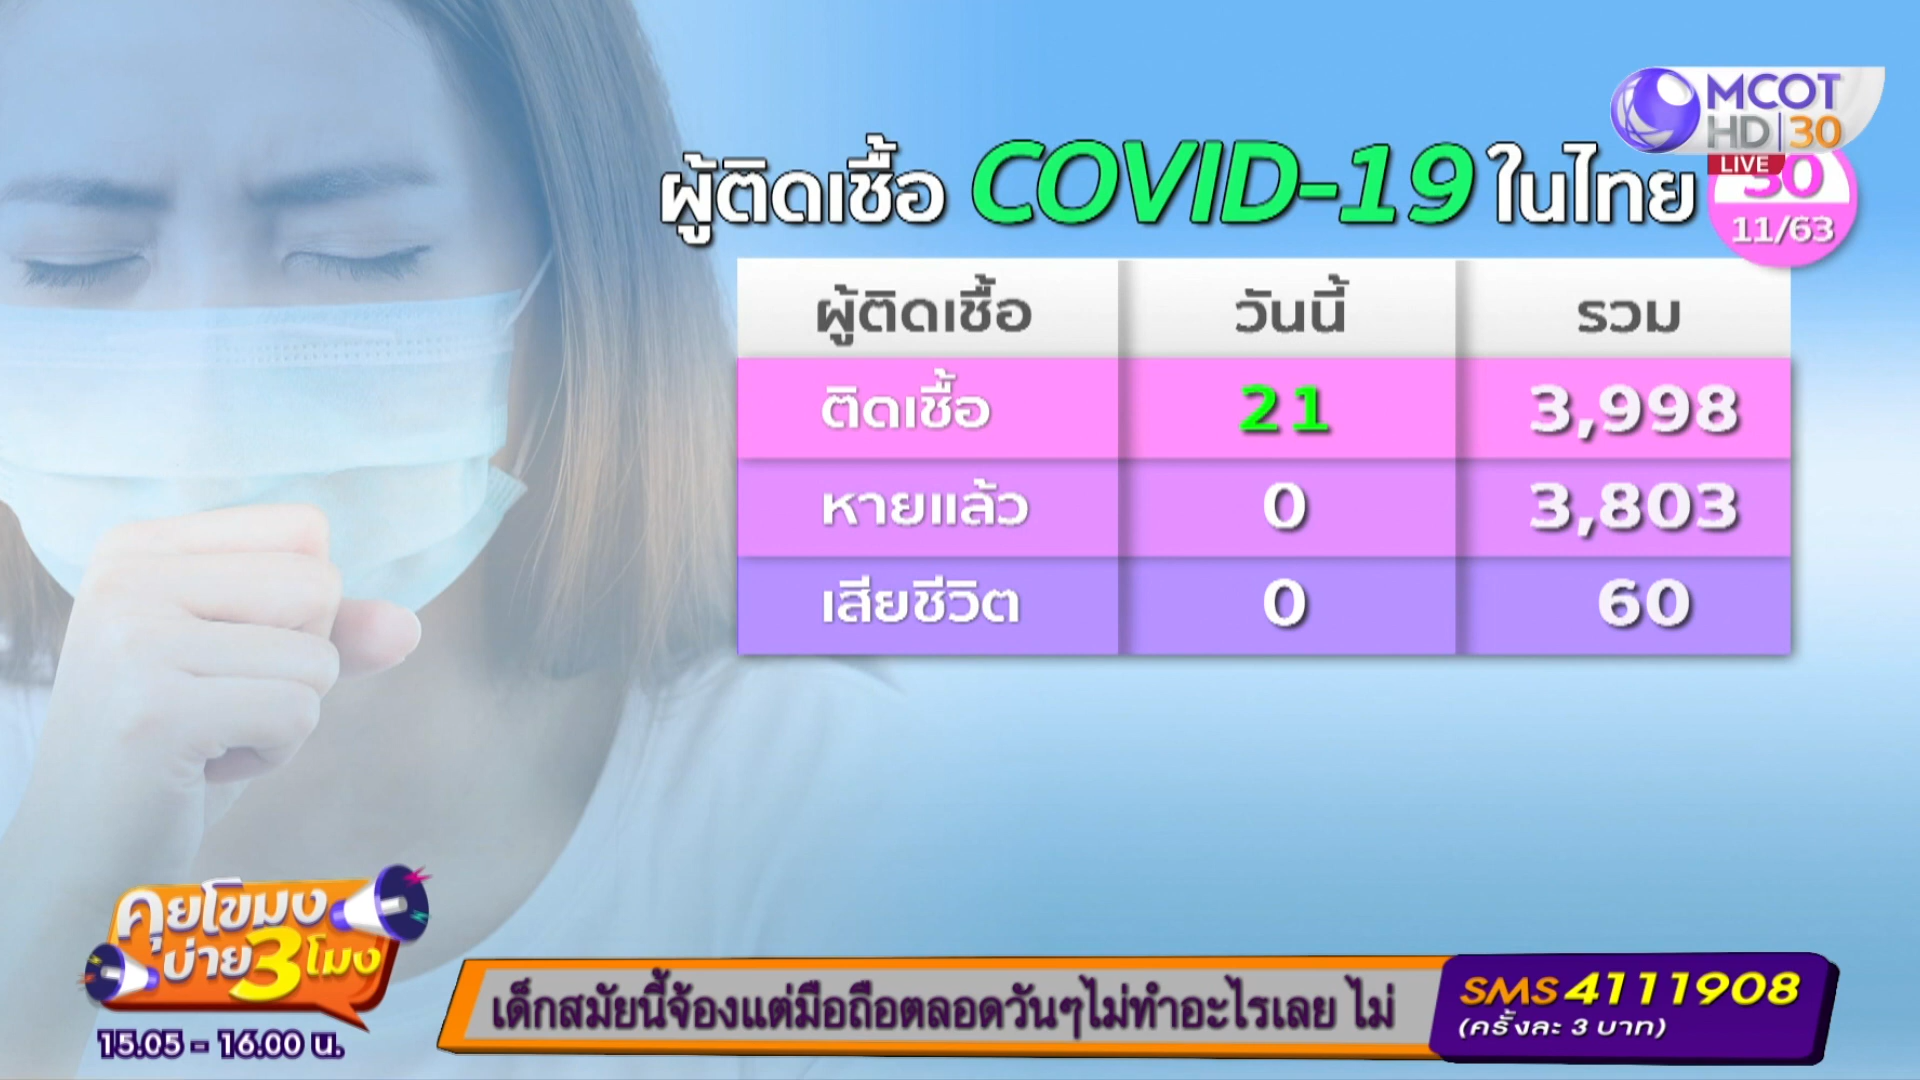 MCOT
HD 30
LIVE
ผู้ติดเชื้อ COVID-19 ในไทย
30
11/63
ผู้ติดเชื้อ วันนี้ รวม
ติดเชื้อ 21 3,998
หายแล้ว 0 3,803
เสียชีวิต 0 60
คุยโขมง
บ่าย3โมง
15.05 - 16.00 น.
เด็กสมัยนี้จ้องแต่มือถือตลอดวันๆไม่ทำอะไรเลย ไม่
SMS 4111908
(ครั้งละ 3 บาท)